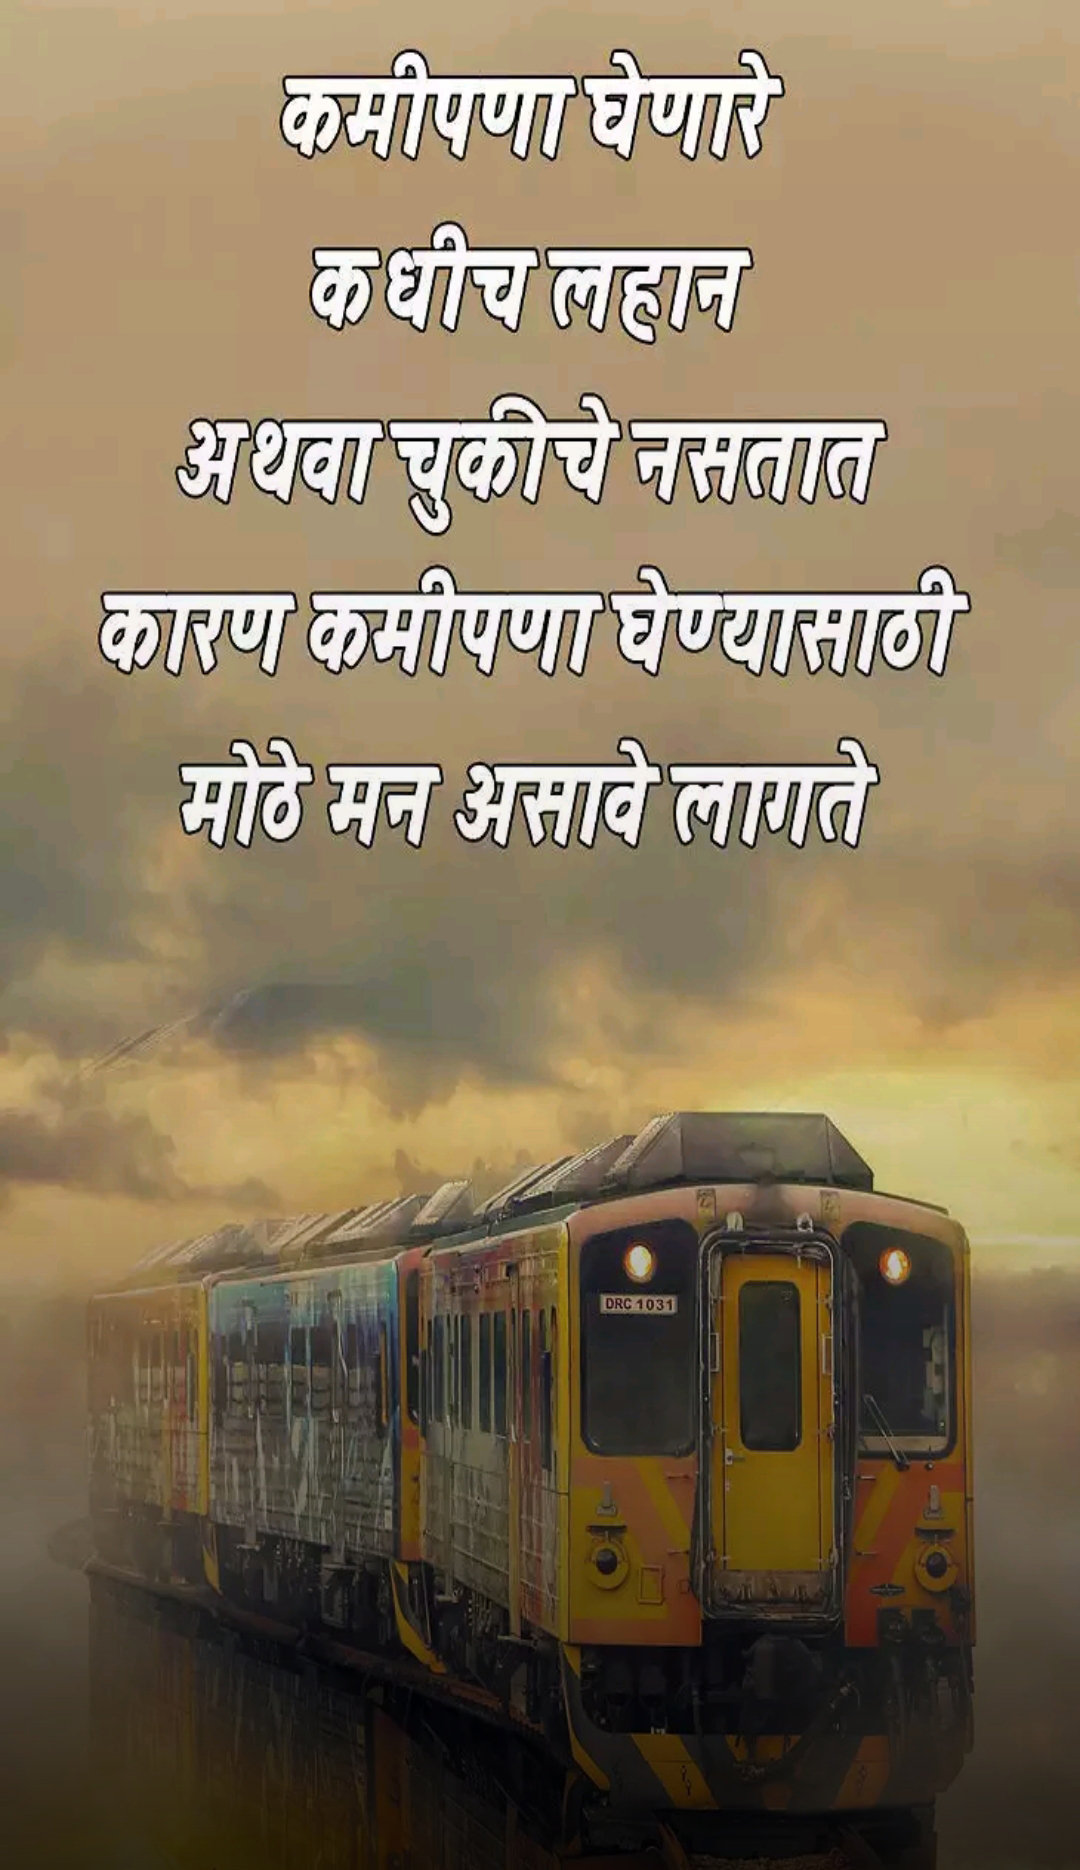 कमीपणा घेणारे
कधीच लहान
अथवा चुकीचे नसतात
कारण कमीपणा घेण्यासाठी
मोठे मन असावे लागते
DRC 1031